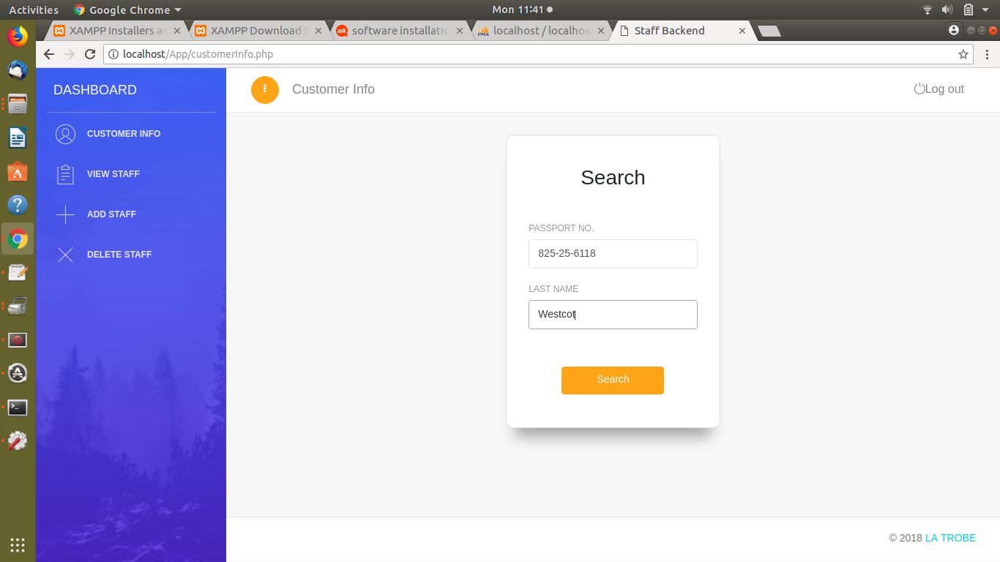 Activities Google Chrome Mon 11:41
XAMPP Installers an XAMPP Download S software installatio localhost / localhos Staff Backend
localhost/App/customerInfo.php
DASHBOARD
Customer Info
Log out
CUSTOMER INFO
VIEW STAFF
ADD STAFF
DELETE STAFF
Search
PASSPORT NO.
825-25-6118
LAST NAME
Westcot
Search
© 2018 LA TROBE